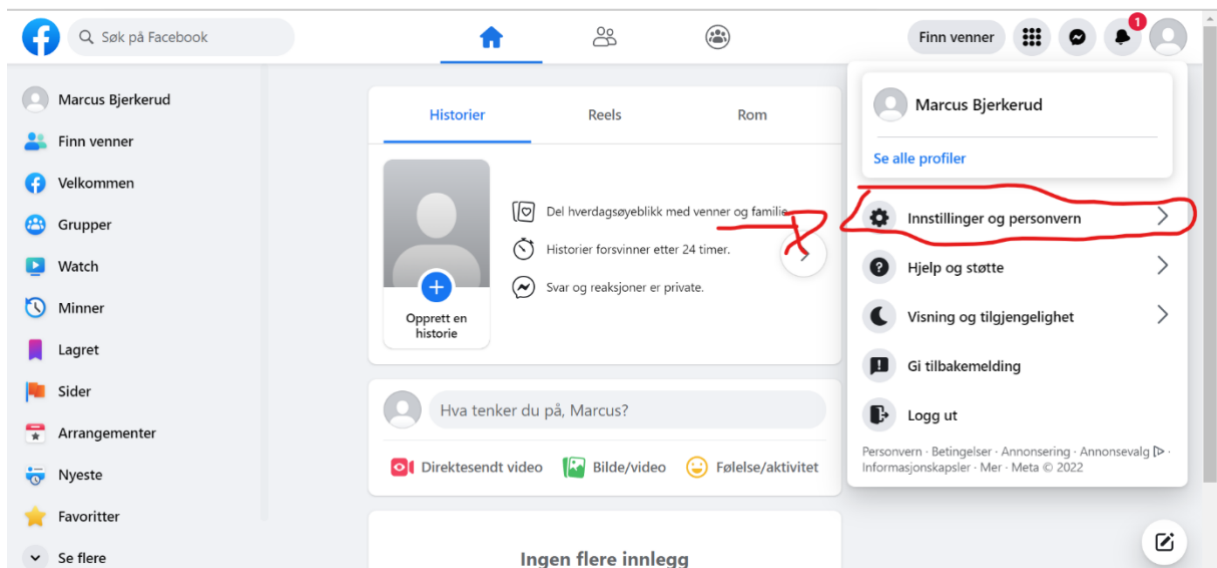 Søk på Facebook
Finn venner
1
Marcus Bjerkerud
Finn venner
Velkommen
Grupper
Watch
Minner
Lagret
Sider
Arrangementer
Nyeste
Favoritter
Se flere
Historier Reels Rom
Del hverdagsøyeblikk med venner og familie.
Historier forsvinner etter 24 timer.
Svar og reaksjoner er private.
Opprett en
historie
Hva tenker du på, Marcus?
Direktesendt video Bilde/video Følelse/aktivitet
Ingen flere innlegg
Marcus Bjerkerud
Se alle profiler
Innstillinger og personvern
Hjelp og støtte
Visning og tilgjengelighet
Gi tilbakemelding
Logg ut
Personvern · Betingelser · Annonsering · Annonsevalg ·
Informasjonskapsler · Mer · Meta © 2022